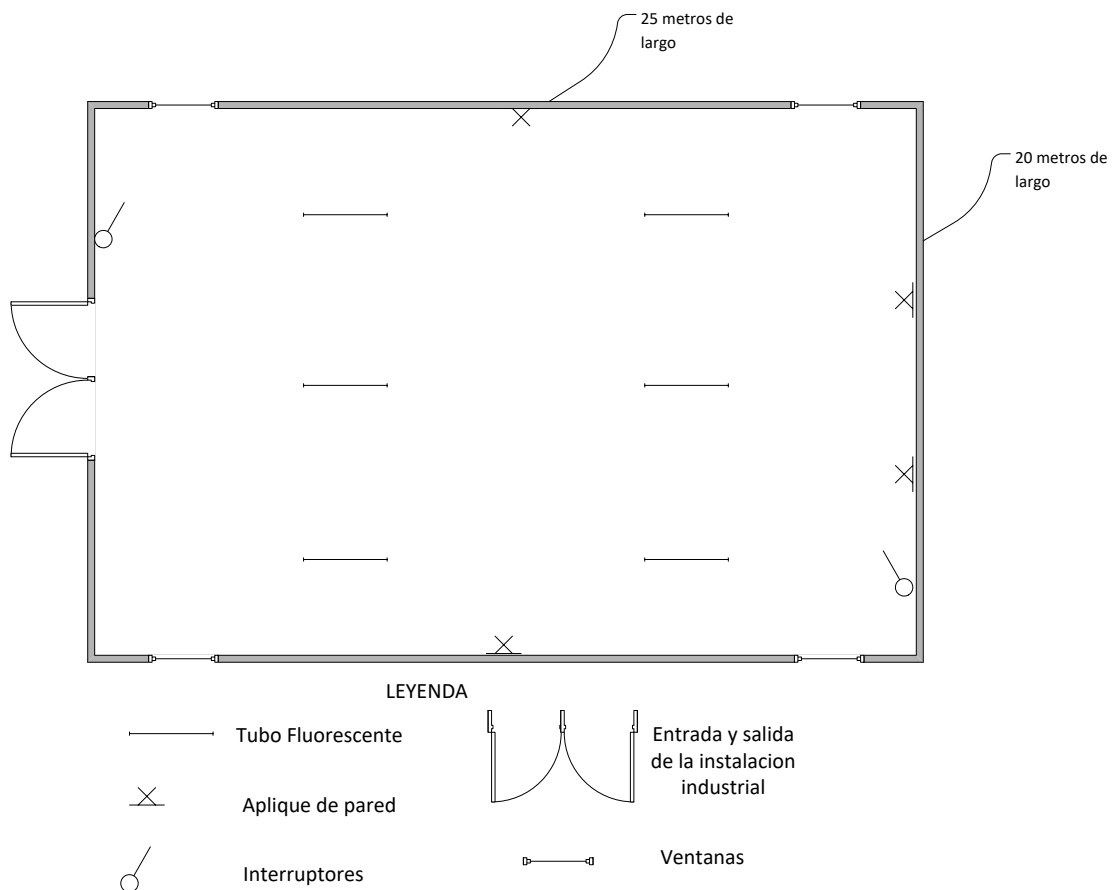 25 metros de
largo
20 metros de
largo
LEYENDA
Tubo Fluorescente
Aplique de pared
Interruptores
Entrada y salida
de la instalacion
industrial
Ventanas